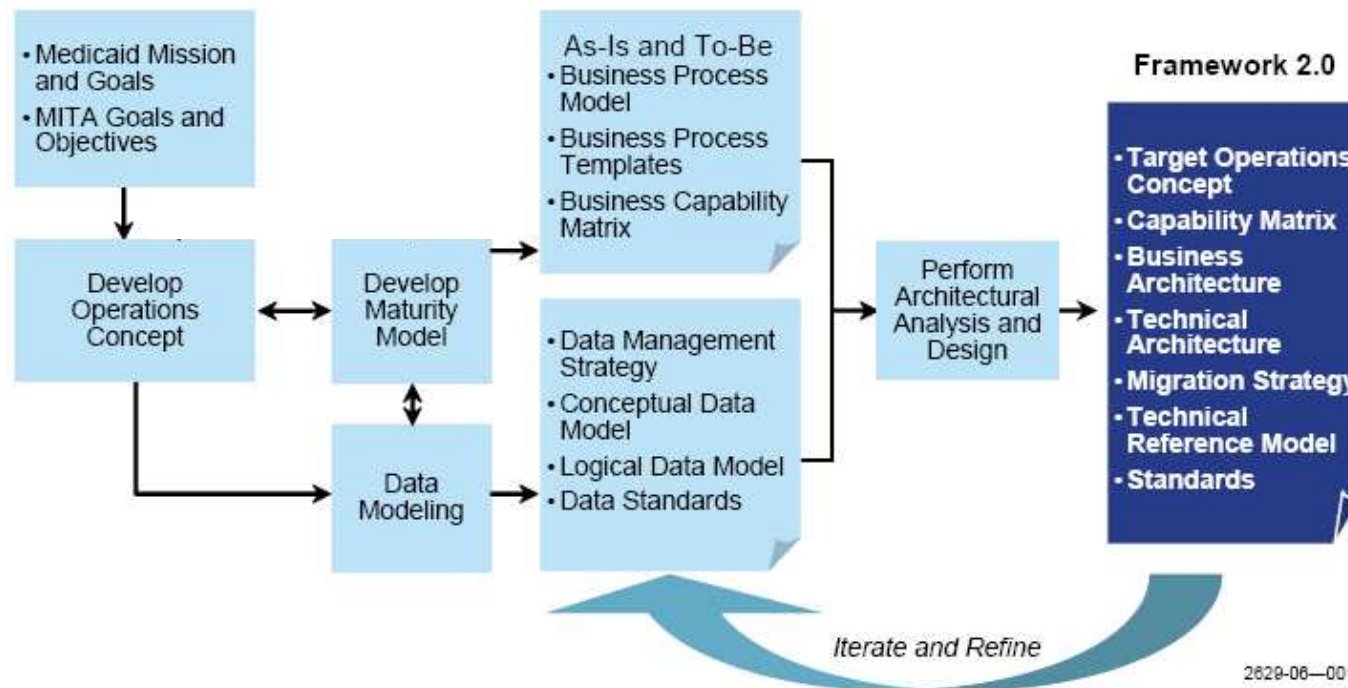 • Medicaid Mission
and Goals
• MITA Goals and
Objectives
Develop
Operations
Concept
Develop
Maturity
Model
Data
Modeling
As-Is and To-Be
• Business Process
Model
• Business Process
Templates
• Business Capability
Matrix
• Data Management
Strategy
• Conceptual Data
Model
• Logical Data Model
• Data Standards
Perform
Architectural
Analysis and
Design
Framework 2.0
• Target Operations
Concept
• Capability Matrix
• Business
Architecture
• Technical
Architecture
• Migration Strategy
• Technical
Reference Model
• Standards
Iterate and Refine
2629-06—00